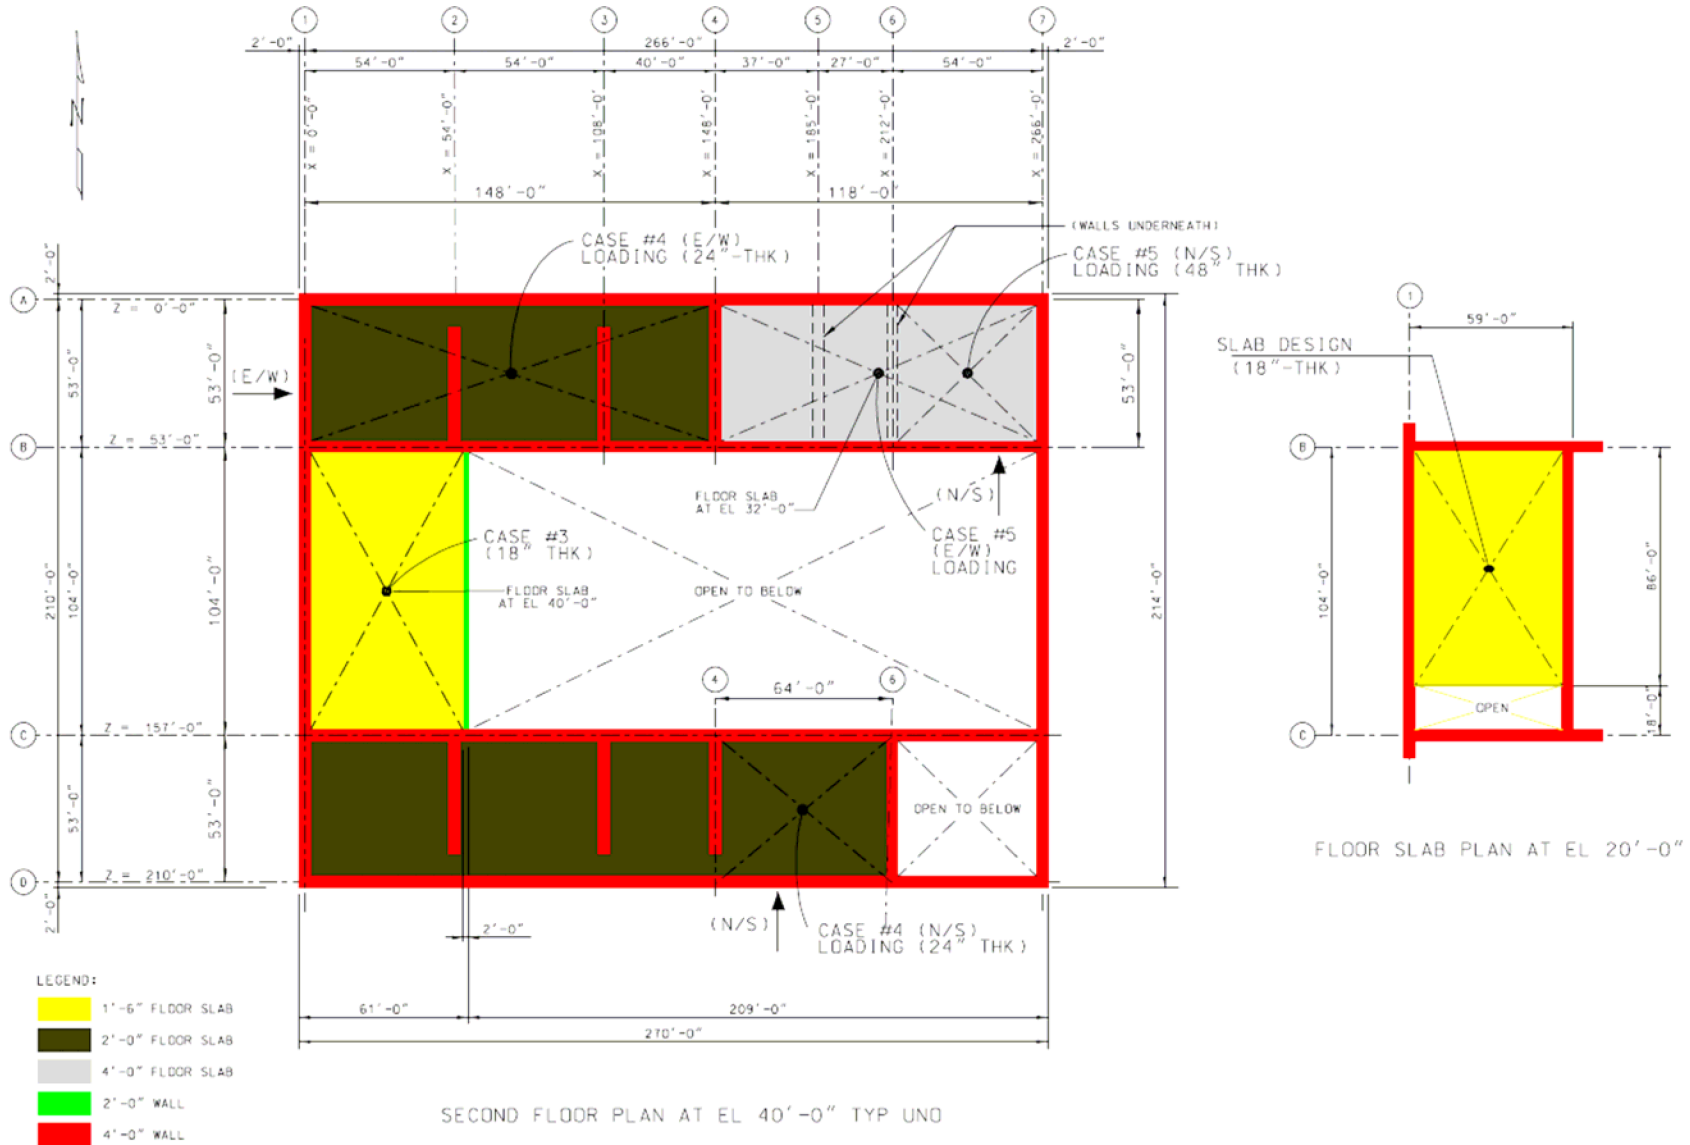 1 2 3 4 5 6 7
2'-0" 266'-0" 2'-0"
54'-0" 54'-0" 40'-0" 37'-0" 27'-0" 54'-0"
N
X = 0'-0"
X = 54'-0"
X = 108'-0'
X = 148'-0'
X = 185'-0'
X = 212'-0'
X = 266'-0"
148'-0" 118'-0"
(WALLS UNDERNEATH)
CASE #4 (E/W)
LOADING (24"-THK)
CASE #5 (N/S)
LOADING (48" THK)
2'-0"
A
Z = 0'-0"
53'-0"
53'-0"
53'-0"
(E/W)
B
Z = 53'-0"
FLOOR SLAB
AT EL 32'-0"
(N/S)
CASE #5
(E/W)
LOADING
CASE #3
(18" THK)
FLOOR SLAB
AT EL 40'-0"
OPEN TO BELOW
210'-0"
104'-0"
104'-0"
214'-0"
4 6
64'-0"
C
Z = 157'-0"
53'-0"
53'-0"
OPEN TO BELOW
D
Z = 210'-0"
2'-0"
2'-0"
(N/S)
CASE #4 (N/S)
LOADING (24" THK)
61'-0" 209'-0"
270'-0"
1
59'-0"
SLAB DESIGN
(18"-THK)
B
104'-0"
86'-0"
OPEN
18'-0"
C
FLOOR SLAB PLAN AT EL 20'-0"
LEGEND:
1'-6" FLOOR SLAB
2'-0" FLOOR SLAB
4'-0" FLOOR SLAB
2'-0" WALL
4'-0" WALL
SECOND FLOOR PLAN AT EL 40'-0" TYP UNO